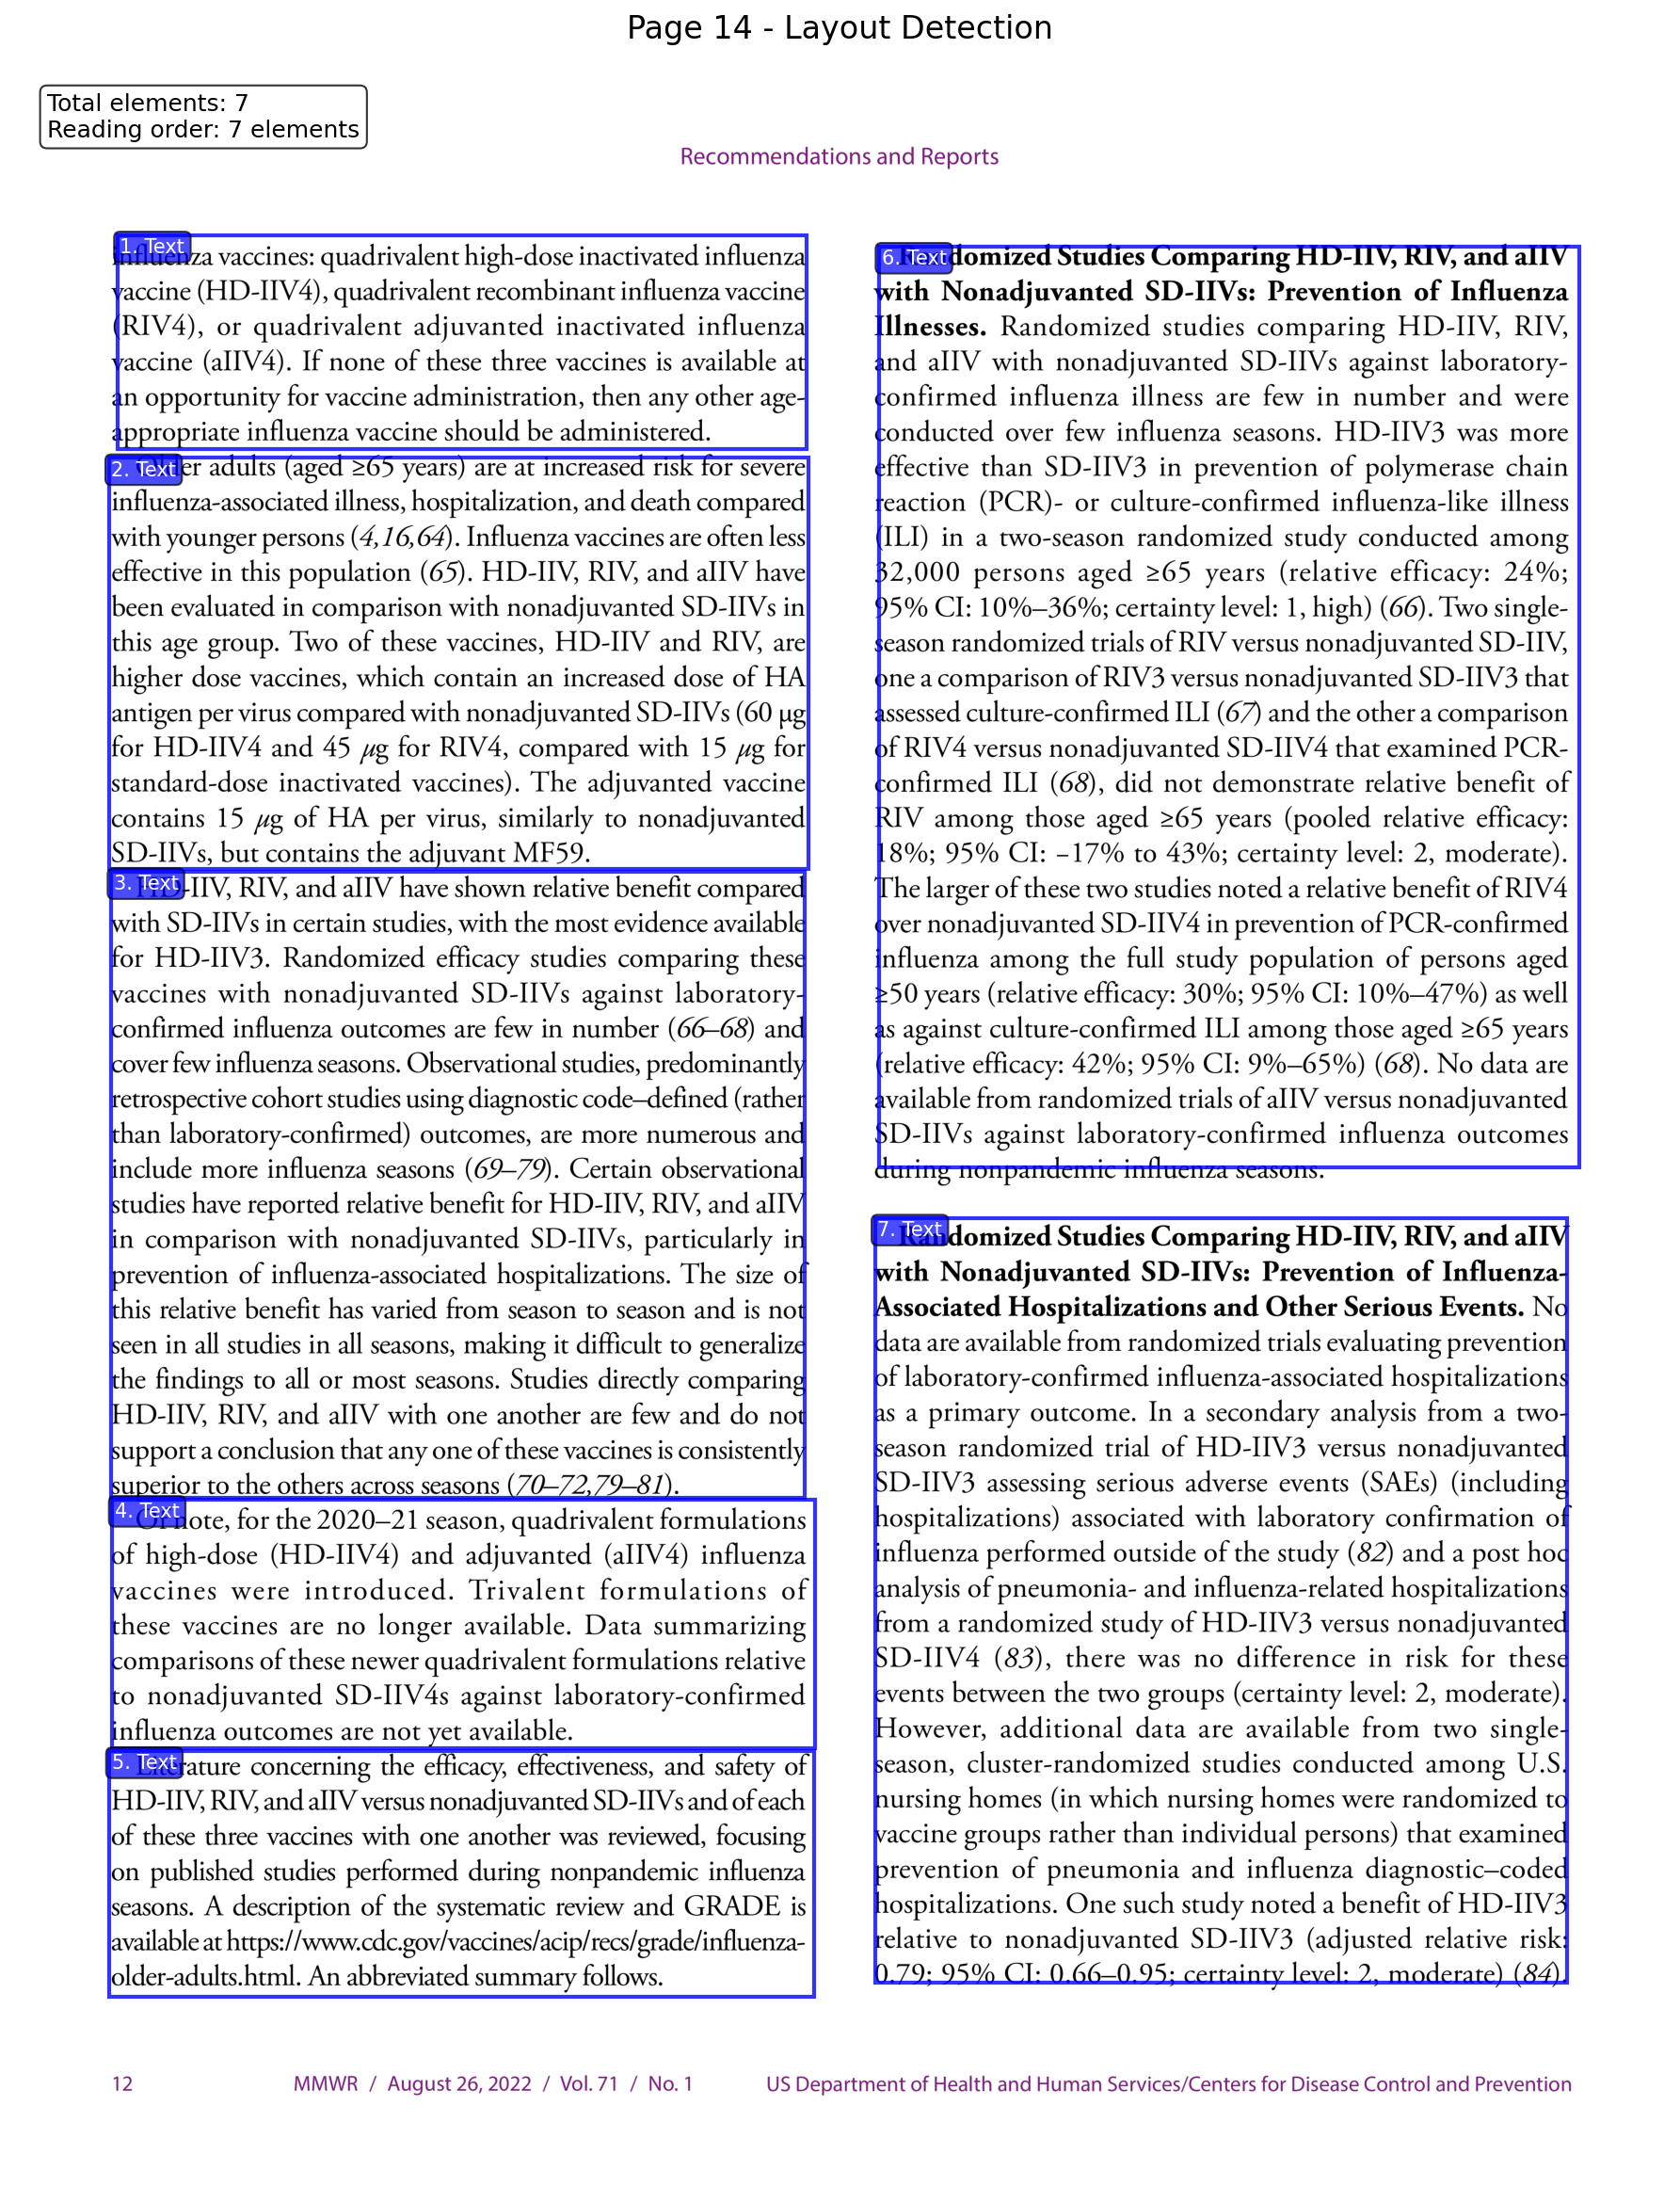 Page 14 - Layout Detection
Total elements: 7
Reading order: 7 elements
Recommendations and Reports
1. Text
influenza vaccines: quadrivalent high-dose inactivated influenza
vaccine (HD-IIV4), quadrivalent recombinant influenza vaccine
(RIV4), or quadrivalent adjuvanted inactivated influenza
vaccine (aIIV4). If none of these three vaccines is available at
an opportunity for vaccine administration, then any other age-
appropriate influenza vaccine should be administered.
2. Text
Older adults (aged ≥65 years) are at increased risk for severe
influenza-associated illness, hospitalization, and death compared
with younger persons (4,16,64). Influenza vaccines are often less
effective in this population (65). HD-IIV, RIV, and aIIV have
been evaluated in comparison with nonadjuvanted SD-IIVs in
this age group. Two of these vaccines, HD-IIV and RIV, are
higher dose vaccines, which contain an increased dose of HA
antigen per virus compared with nonadjuvanted SD-IIVs (60 µg
for HD-IIV4 and 45 µg for RIV4, compared with 15 µg for
standard-dose inactivated vaccines). The adjuvanted vaccine
contains 15 µg of HA per virus, similarly to nonadjuvanted
SD-IIVs, but contains the adjuvant MF59.
3. Text
HD-IIV, RIV, and aIIV have shown relative benefit compared
with SD-IIVs in certain studies, with the most evidence available
for HD-IIV3. Randomized efficacy studies comparing these
vaccines with nonadjuvanted SD-IIVs against laboratory-
confirmed influenza outcomes are few in number (66–68) and
cover few influenza seasons. Observational studies, predominantly
retrospective cohort studies using diagnostic code–defined (rather
than laboratory-confirmed) outcomes, are more numerous and
include more influenza seasons (69–79). Certain observational
studies have reported relative benefit for HD-IIV, RIV, and aIIV
in comparison with nonadjuvanted SD-IIVs, particularly in
prevention of influenza-associated hospitalizations. The size of
this relative benefit has varied from season to season and is not
seen in all studies in all seasons, making it difficult to generalize
the findings to all or most seasons. Studies directly comparing
HD-IIV, RIV, and aIIV with one another are few and do not
support a conclusion that any one of these vaccines is consistently
superior to the others across seasons (70–72,79–81).
4. Text
Of note, for the 2020–21 season, quadrivalent formulations
of high-dose (HD-IIV4) and adjuvanted (aIIV4) influenza
vaccines were introduced. Trivalent formulations of
these vaccines are no longer available. Data summarizing
comparisons of these newer quadrivalent formulations relative
to nonadjuvanted SD-IIV4s against laboratory-confirmed
influenza outcomes are not yet available.
5. Text
Literature concerning the efficacy, effectiveness, and safety of
HD-IIV, RIV, and aIIV versus nonadjuvanted SD-IIVs and of each
of these three vaccines with one another was reviewed, focusing
on published studies performed during nonpandemic influenza
seasons. A description of the systematic review and GRADE is
available at https://www.cdc.gov/vaccines/acip/recs/grade/influenza-
older-adults.html. An abbreviated summary follows.
6. Text
Randomized Studies Comparing HD-IIV, RIV, and aIIV
with Nonadjuvanted SD-IIVs: Prevention of Influenza
Illnesses. Randomized studies comparing HD-IIV, RIV,
and aIIV with nonadjuvanted SD-IIVs against laboratory-
confirmed influenza illness are few in number and were
conducted over few influenza seasons. HD-IIV3 was more
effective than SD-IIV3 in prevention of polymerase chain
reaction (PCR)- or culture-confirmed influenza-like illness
(ILI) in a two-season randomized study conducted among
32,000 persons aged ≥65 years (relative efficacy: 24%;
95% CI: 10%–36%; certainty level: 1, high) (66). Two single-
season randomized trials of RIV versus nonadjuvanted SD-IIV,
one a comparison of RIV3 versus nonadjuvanted SD-IIV3 that
assessed culture-confirmed ILI (67) and the other a comparison
of RIV4 versus nonadjuvanted SD-IIV4 that examined PCR-
confirmed ILI (68), did not demonstrate relative benefit of
RIV among those aged ≥65 years (pooled relative efficacy:
18%; 95% CI: −17% to 43%; certainty level: 2, moderate).
The larger of these two studies noted a relative benefit of RIV4
over nonadjuvanted SD-IIV4 in prevention of PCR-confirmed
influenza among the full study population of persons aged
≥50 years (relative efficacy: 30%; 95% CI: 10%–47%) as well
as against culture-confirmed ILI among those aged ≥65 years
(relative efficacy: 42%; 95% CI: 9%–65%) (68). No data are
available from randomized trials of aIIV versus nonadjuvanted
SD-IIVs against laboratory-confirmed influenza outcomes
during nonpandemic influenza seasons.
7. Text
Randomized Studies Comparing HD-IIV, RIV, and aIIV
with Nonadjuvanted SD-IIVs: Prevention of Influenza-
Associated Hospitalizations and Other Serious Events. No
data are available from randomized trials evaluating prevention
of laboratory-confirmed influenza-associated hospitalizations
as a primary outcome. In a secondary analysis from a two-
season randomized trial of HD-IIV3 versus nonadjuvanted
SD-IIV3 assessing serious adverse events (SAEs) (including
hospitalizations) associated with laboratory confirmation of
influenza performed outside of the study (82) and a post hoc
analysis of pneumonia- and influenza-related hospitalizations
from a randomized study of HD-IIV3 versus nonadjuvanted
SD-IIV4 (83), there was no difference in risk for these
events between the two groups (certainty level: 2, moderate).
However, additional data are available from two single-
season, cluster-randomized studies conducted among U.S.
nursing homes (in which nursing homes were randomized to
vaccine groups rather than individual persons) that examined
prevention of pneumonia and influenza diagnostic–coded
hospitalizations. One such study noted a benefit of HD-IIV3
relative to nonadjuvanted SD-IIV3 (adjusted relative risk:
0.79; 95% CI: 0.66–0.95; certainty level: 2, moderate) (84).
12 MMWR / August 26, 2022 / Vol. 71 / No. 1 US Department of Health and Human Services/Centers for Disease Control and Prevention